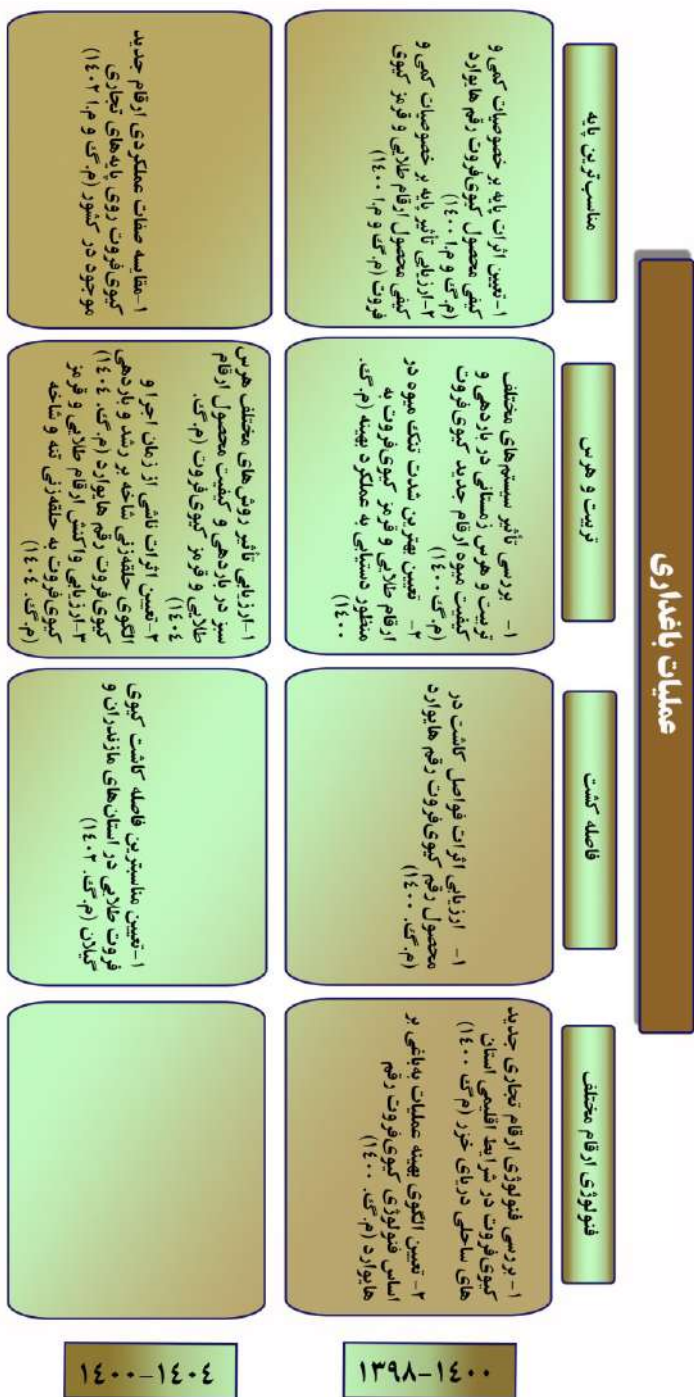 عملیات باغداری
مناسب‌ترین پایه
تربیت و هرس
فاصله کشت
فنولوژی ارقام مختلف
۱۳۹۸-۱۴۰۰
۱-تعیین اثرات پایه بر خصوصیات کمی و
کیفی محصول کیوی‌فروت رقم هایوارد
(م.گ و م.ا ۱۴۰۰)
۲-ارزیابی تأثیر پایه بر خصوصیات کمی و
کیفی محصول ارقام طلایی و قرمز کیوی
فروت (م.گ و م.ا ۱۴۰۰)
۱- بررسی تأثیر سیستم‌های مختلف
تربیت و هرس زمستانی در باردهی و
کیفیت میوه ارقام جدید کیوی‌فروت
(م.گ ۱۴۰۰)
۲- تعیین بهترین شدت تنک میوه در
ارقام طلایی و قرمز کیوی‌فروت به
منظور دستیابی به عملکرد بهینه (م.گ.
۱۴۰۰
۱- ارزیابی اثرات فواصل کاشت در
محصول رقم کیوی‌فروت رقم هایوارد
(م.گ. ۱۴۰۰)
۱- بررسی فنولوژی ارقام تجاری جدید
کیوی‌فروت در شرایط اقلیمی استان
های ساحلی دریای خزر (م.گ ۱۴۰۰)
۲- تعیین الگوی بهینه عملیات به‌باغی بر
اساس فنولوژی کیوی‌فروت رقم
هایوارد (م.گ. ۱۴۰۰)
۱۴۰۰-۱۴۰۴
۱-مقایسه صفات عملکردی ارقام جدید
کیوی‌فروت روی پایه‌های تجاری
موجود در کشور (م.گ و م.ا ۱۴۰۲)
۱-ارزیابی تأثیر روش‌های مختلف هرس
سبز در باردهی و کیفیت محصول ارقام
طلایی و قرمز کیوی‌فروت (م.گ.
۱۴۰۴)
۲-تعیین اثرات ناشی از زمان اجرا و
الگوی حلقه‌زنی شاخه بر رشد و باردهی
کیوی‌فروت رقم هایوارد (م.گ. ۱۴۰۴)
۳-ارزیابی واکنش ارقام طلایی و قرمز
کیوی‌فروت به حلقه‌زنی تنه و شاخه
(م.گ. ۱۴۰۴)
۱-تعیین مناسبترین فاصله کاشت کیوی
فروت طلایی در استان‌های مازندران و
گیلان (م.گ. ۱۴۰۲)